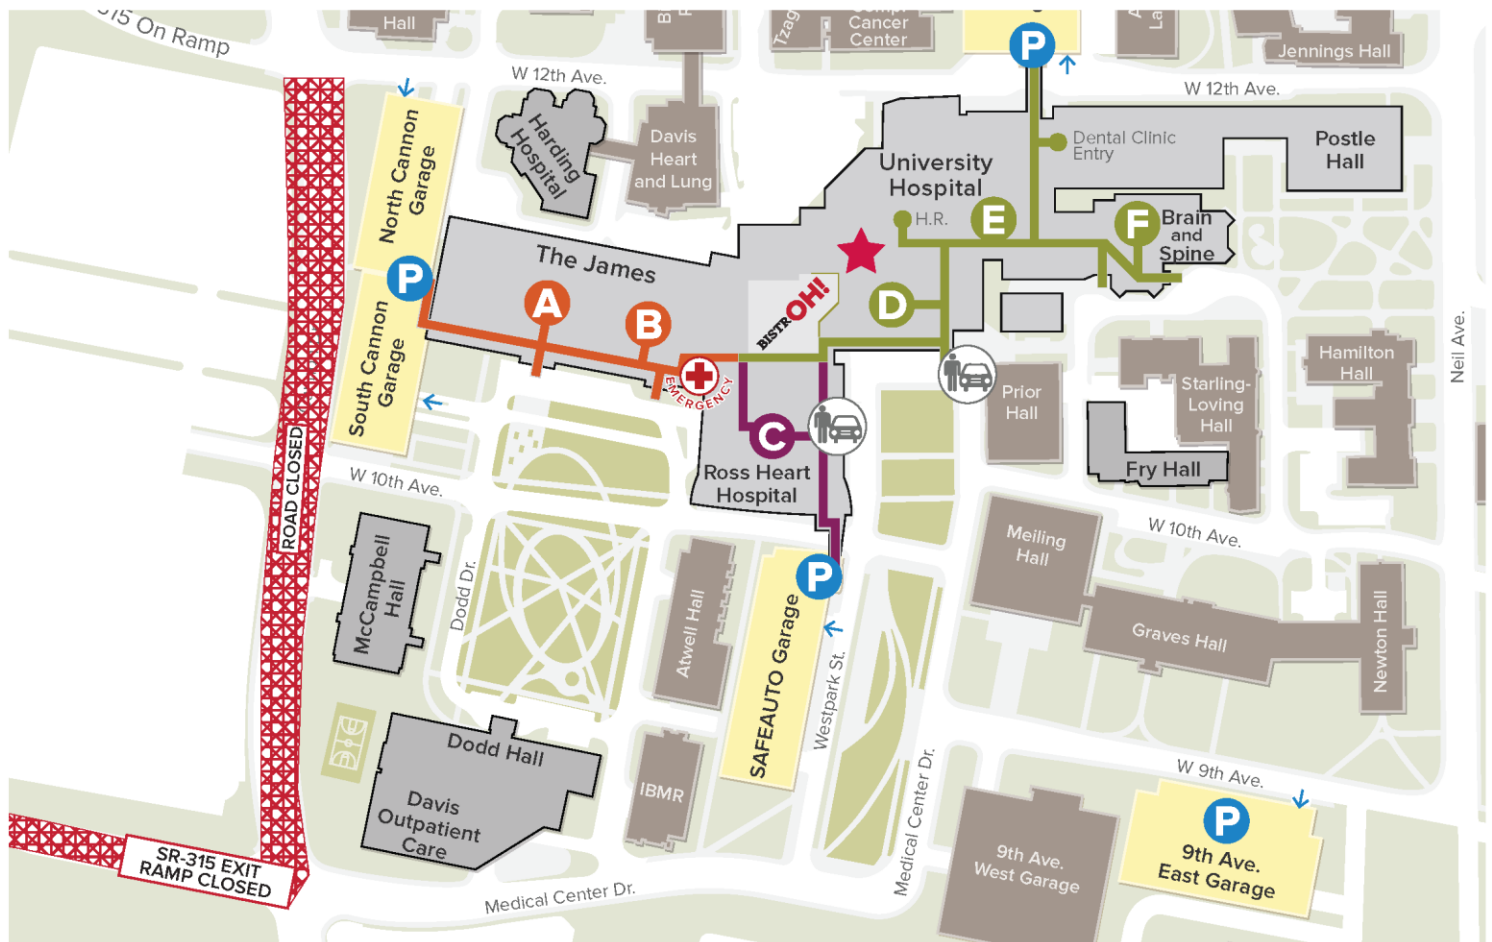 315 On Ramp
Hall
Tzag
Comp.
Cancer
Center
La
Jennings Hall
P
W 12th Ave.
W 12th Ave.
North Cannon
Garage
Harding
Hospital
Davis
Heart
and Lung
University
Hospital
Dental Clinic
Entry
Postle
Hall
H.R.
E
F
Brain
and
Spine
The James
P
A
B
D
BISTROH!
EMERGENCY
South Cannon
Garage
C
Ross Heart
Hospital
Prior
Hall
Starling-
Loving
Hall
Hamilton
Hall
Neil Ave.
Fry Hall
ROAD CLOSED
W 10th Ave.
W 10th Ave.
McCampbell
Hall
Dodd Dr.
Atwell Hall
P
SAFEAUTO Garage
Westpark St.
Meiling
Hall
Graves Hall
Newton Hall
Dodd Hall
Davis
Outpatient
Care
IBMR
Medical Center Dr.
W 9th Ave.
P
9th Ave.
East Garage
9th Ave.
West Garage
SR-315 EXIT
RAMP CLOSED
Medical Center Dr.